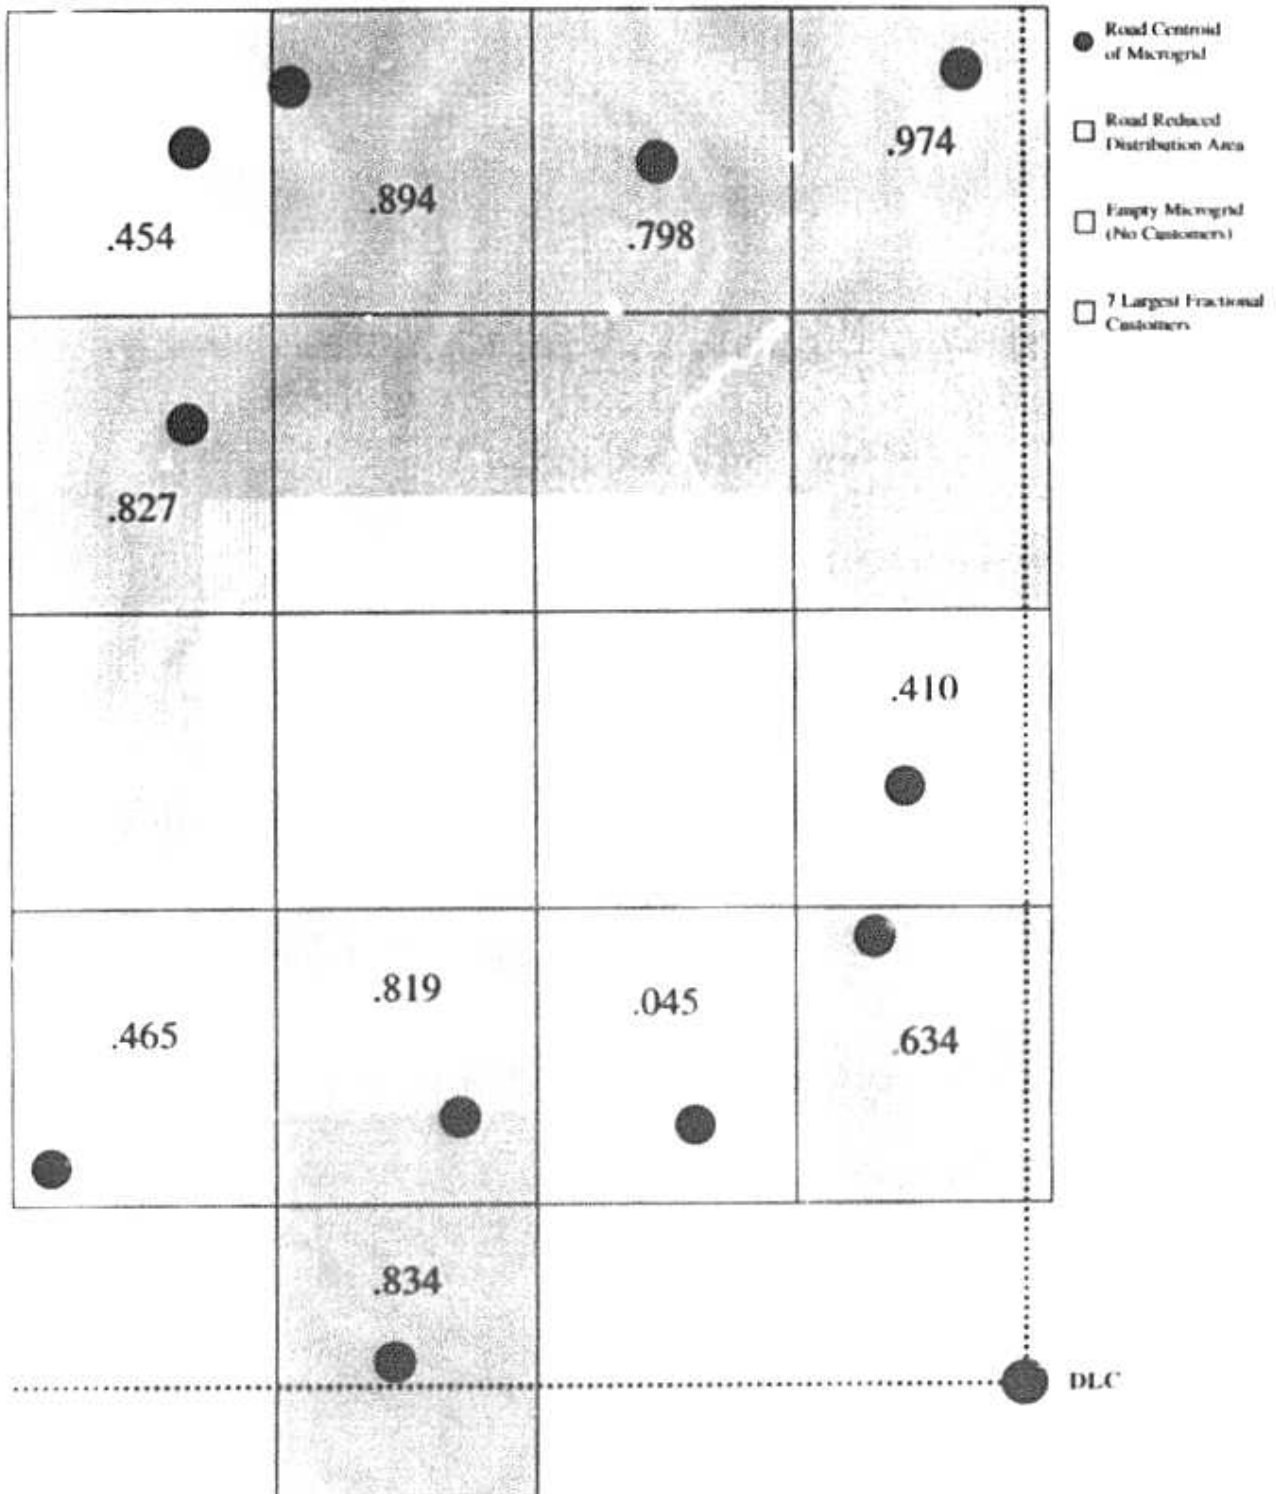 Road Centroid
of Microgrid
Road Reduced
Distribution Area
Empty Microgrid
(No Customers)
7 Largest Fractional
Customers
.974
.894
.798
.454
.827
.410
.819
.045
.465
.634
.834
DLC